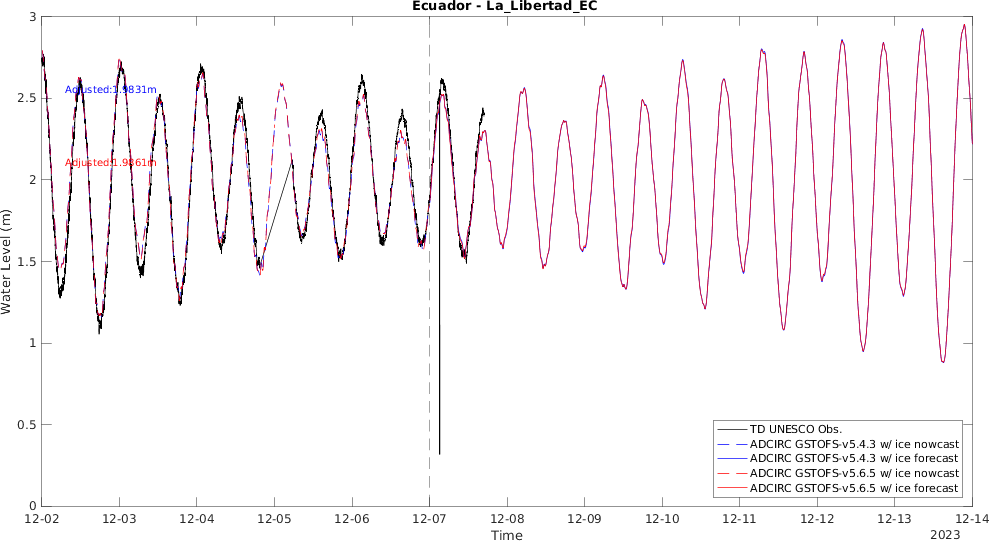 Ecuador - La_Libertad_EC
3
2.5
2
1.5
1
0.5
0
Water Level (m)
Adjusted:1.9831m
Adjusted:1.9861m
TD UNESCO Obs.
ADCIRC GSTOFS-v5.4.3 w/ ice nowcast
ADCIRC GSTOFS-v5.4.3 w/ ice forecast
ADCIRC GSTOFS-v5.6.5 w/ ice nowcast
ADCIRC GSTOFS-v5.6.5 w/ ice forecast
12-02 12-03 12-04 12-05 12-06 12-07 12-08 12-09 12-10 12-11 12-12 12-13 12-14
Time
2023